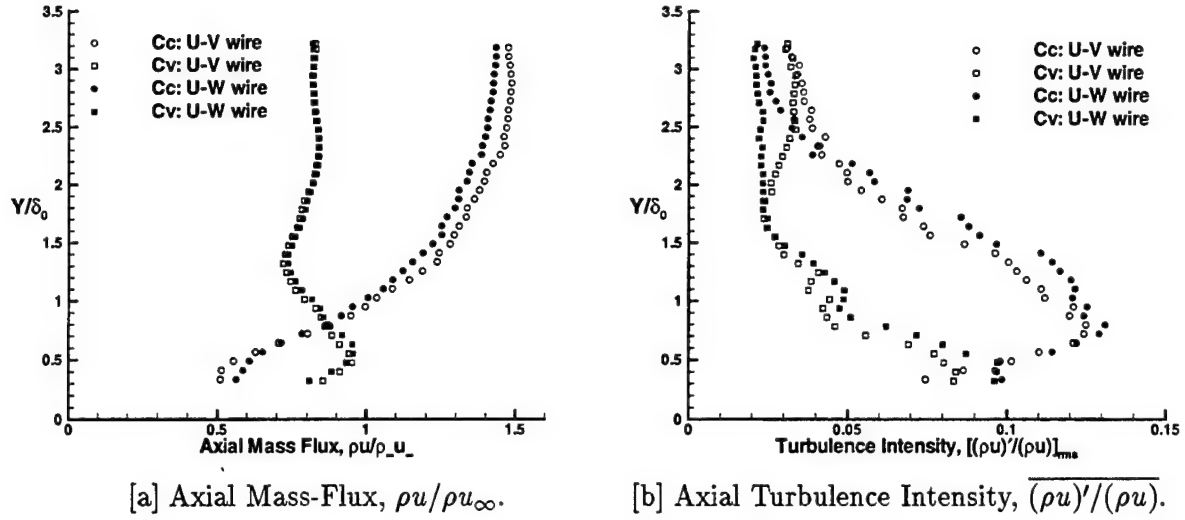 3.5
3
2.5
2
1.5
1
0.5
0
Y/δ₀
Cc: U-V wire
Cv: U-V wire
Cc: U-W wire
Cv: U-W wire
0
0.5
1
1.5
Axial Mass Flux, ρu/ρ_u_
[a] Axial Mass-Flux, ρu/ρu∞.
3.5
3
2.5
2
1.5
1
0.5
0
Y/δ₀
Cc: U-V wire
Cv: U-V wire
Cc: U-W wire
Cv: U-W wire
0
0.05
0.1
0.15
Turbulence Intensity, [(ρu)'/(ρu)]rms
[b] Axial Turbulence Intensity, (ρu)'/(ρu).